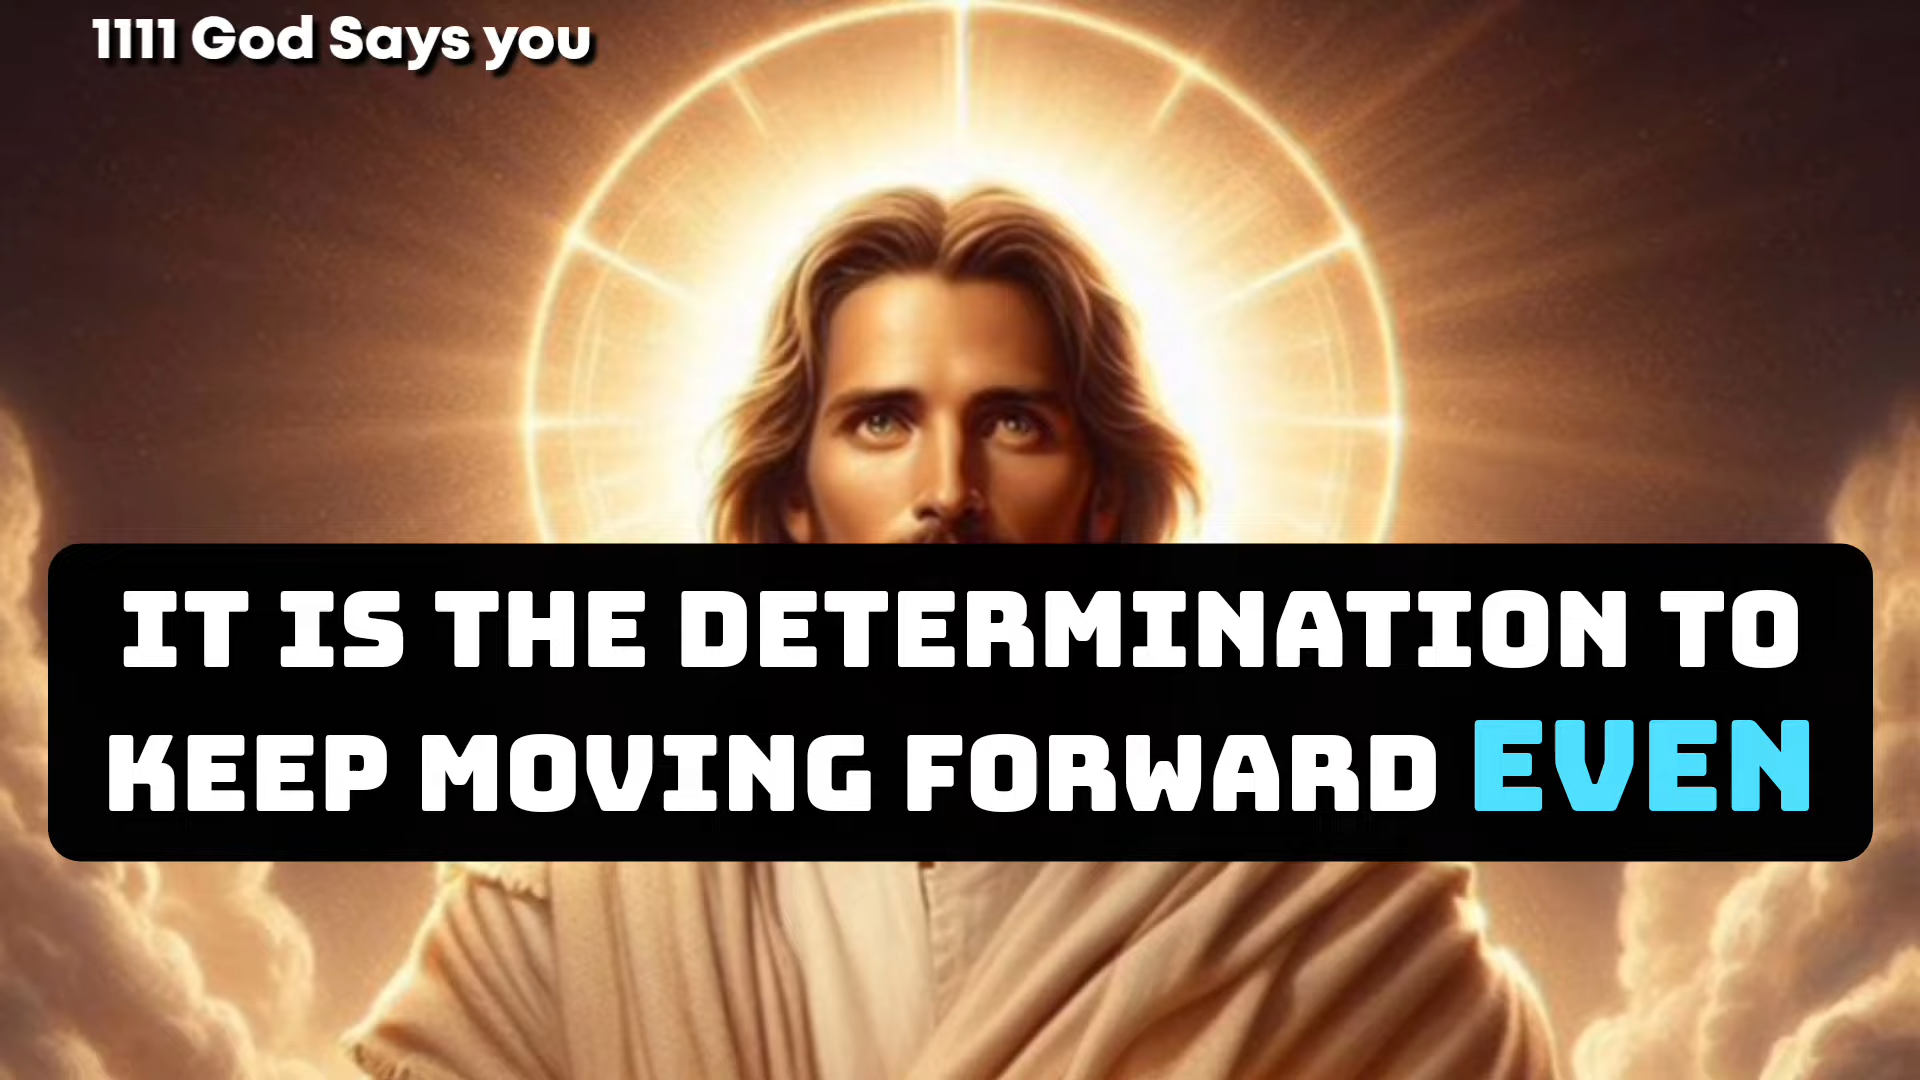 1111 God Says you
IT IS THE DETERMINATION TO
KEEP MOVING FORWARD EVEN